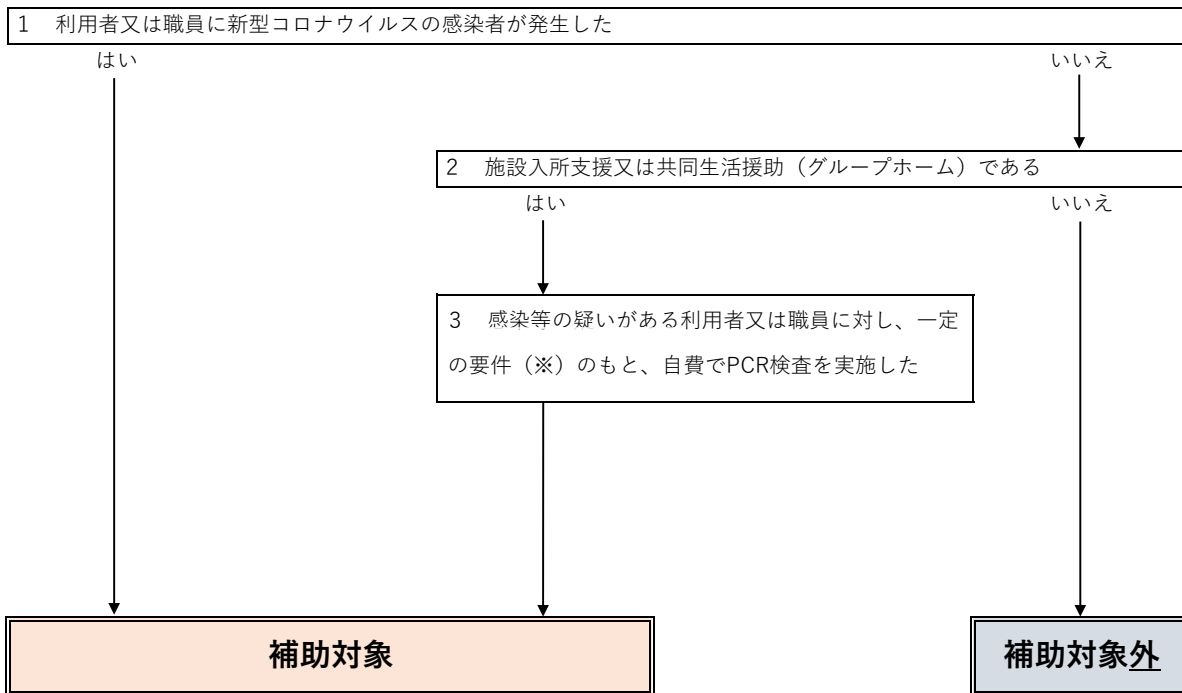 1　利用者又は職員に新型コロナウイルスの感染者が発生した
はい
いいえ
2　施設入所支援又は共同生活援助（グループホーム）である
はい
いいえ
3　感染等の疑いがある利用者又は職員に対し、一定
の要件（※）のもと、自費でPCR検査を実施した
補助対象
補助対象外